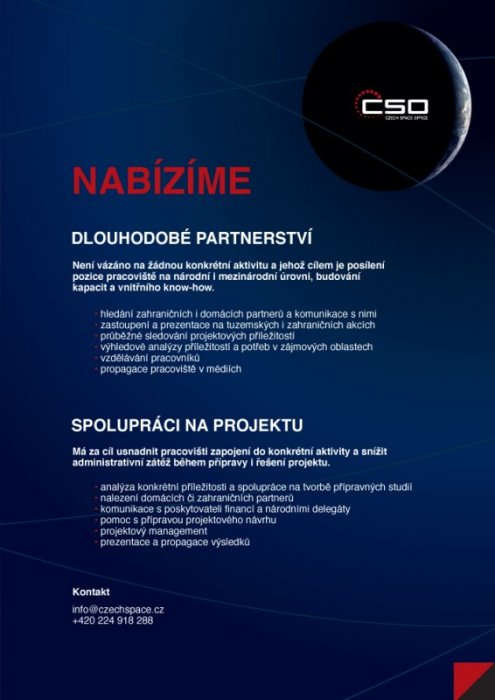 CSO
CZECH SPACE OFFICE
NABÍZÍME
DLOUHODOBÉ PARTNERSTVÍ
Není vázáno na žádnou konkrétní aktivitu a jehož cílem je posílení
pozice pracoviště na národní i mezinárodní úrovni, budování
kapacit a vnitřního know-how.
· hledání zahraničních i domácích partnerů a komunikace s nimi
· zastoupení a prezentace na tuzemských i zahraničních akcích
· průběžné sledování projektových příležitostí
· výhledové analýzy příležitostí a potřeb v zájmových oblastech
· vzdělávání pracovníků
· propagace pracoviště v médiích
SPOLUPRÁCI NA PROJEKTU
Má za cíl usnadnit pracovišti zapojení do konkrétní aktivity a snížit
administrativní zátěž během přípravy i řešení projektu.
· analýza konkrétní příležitosti a spolupráce na tvorbě přípravných studií
· nalezení domácích či zahraničních partnerů
· komunikace s poskytovateli financí a národními delegáty
· pomoc s přípravou projektového návrhu
· projektový management
· prezentace a propagace výsledků
Kontakt
info@czechspace.cz
+420 224 918 288